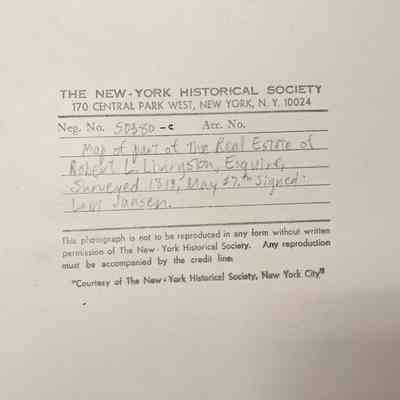 THE NEW-YORK HISTORICAL SOCIETY
170 CENTRAL PARK WEST, NEW YORK, N. Y. 10024
Neg. No. 50380-c Acc. No.
Map of part of The Real Estate of
Robert L. Livingston, Esquire,
Surveyed 1818, May 27th Signed:
Levi Jansen.
This photograph is not to be reproduced in any form without written
permission of The New-York Historical Society. Any reproduction
must be accompanied by the credit line:
"Courtesy of The New-York Historical Society, New York City"